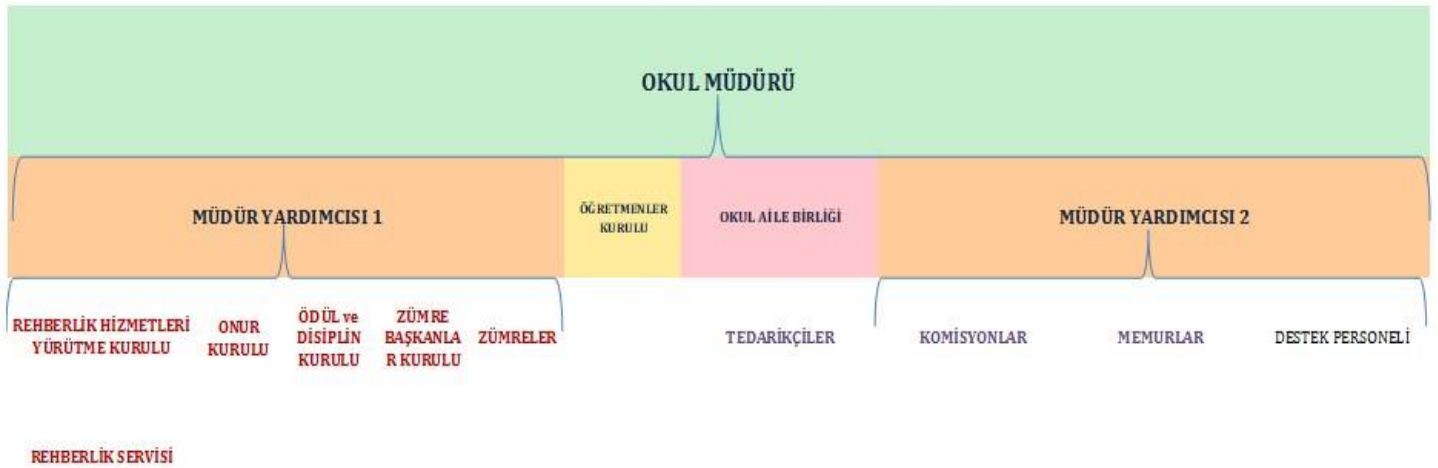 OKUL MÜDÜRÜ
MÜDÜR YARDIMCISI 1
ÖĞRETMENLER
KURULU
OKUL AİLE BİRLİĞİ
MÜDÜR YARDIMCISI 2
REHBERLİK HİZMETLERİ
YÜRÜTME KURULU
ONUR
KURULU
ÖDÜL ve
DİSİPLİN
KURULU
ZÜMRE
BAŞKANLA
R KURULU
ZÜMRELER
TEDARİKÇİLER
KOMİSYONLAR
MEMURLAR
DESTEK PERSONELİ
REHBERLİK SERVİSİ